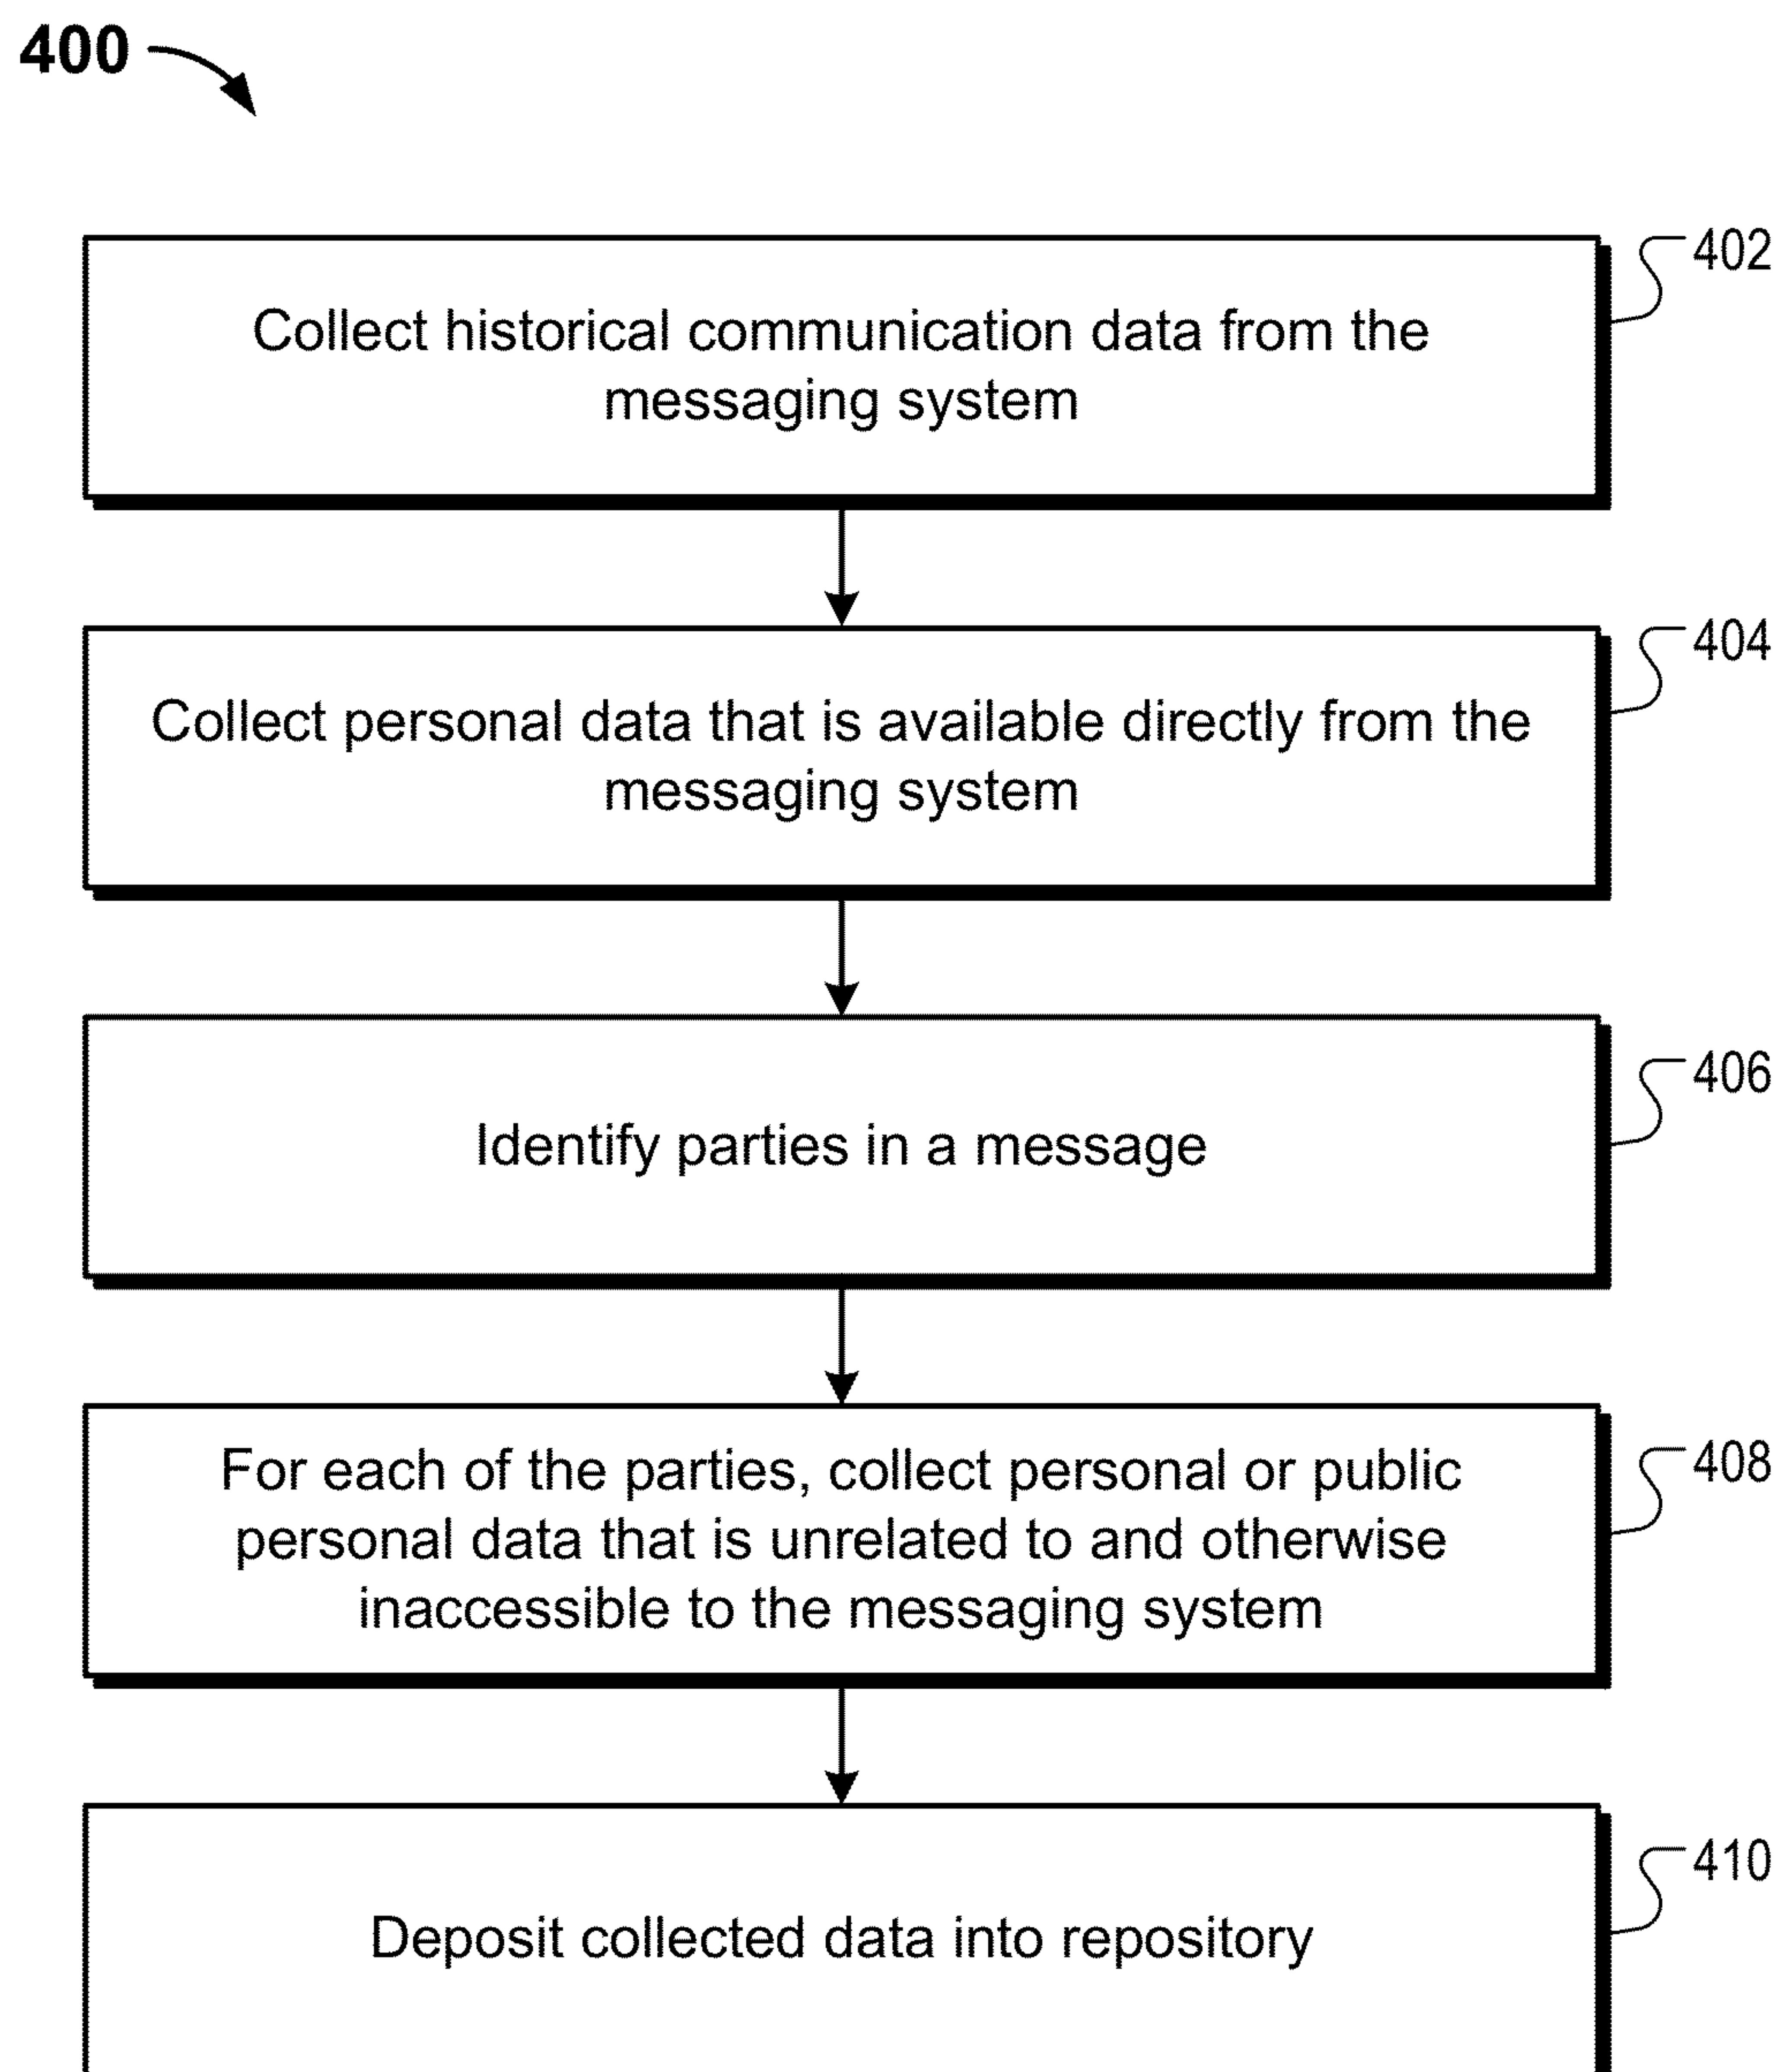 400
402
Collect historical communication data from the
messaging system
404
Collect personal data that is available directly from the
messaging system
406
Identify parties in a message
408
For each of the parties, collect personal or public
personal data that is unrelated to and otherwise
inaccessible to the messaging system
410
Deposit collected data into repository